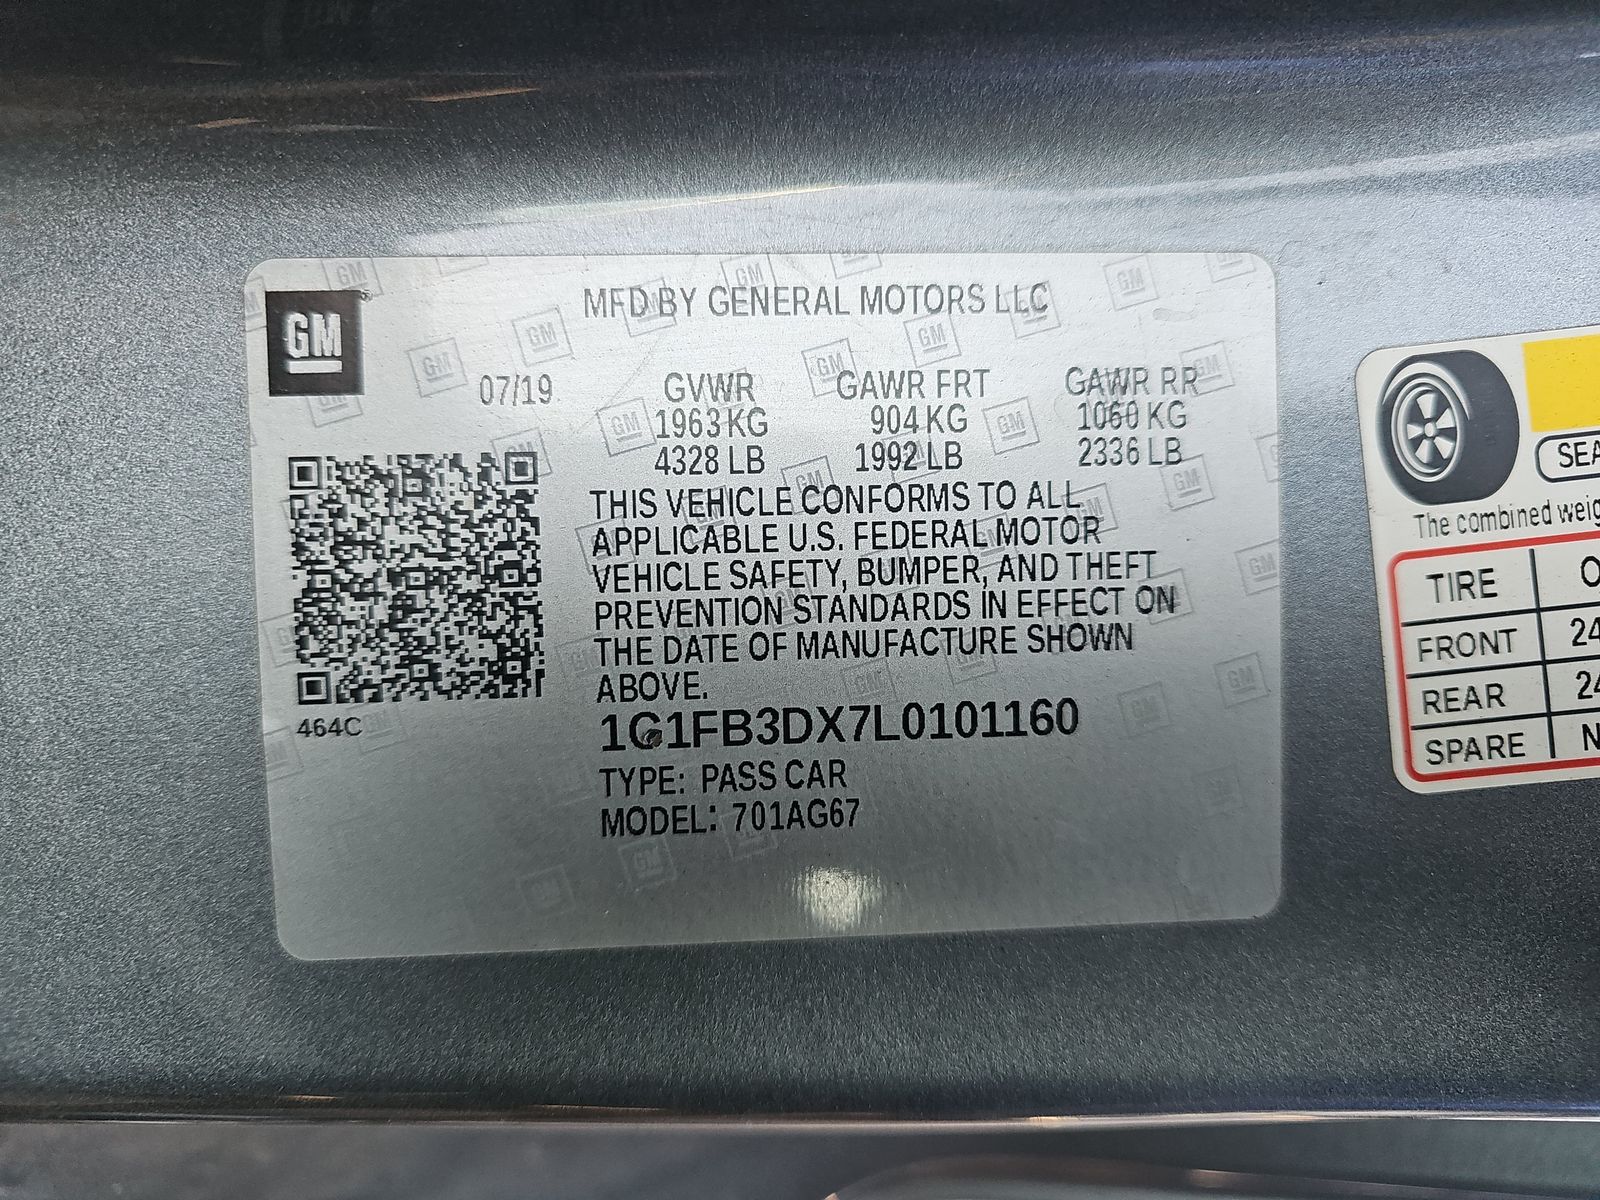 GM
MFD BY GENERAL MOTORS LLC
07/19
GVWR GAWR FRT GAWR RR
1963 KG 904 KG 1060 KG
4328 LB 1992 LB 2336 LB
THIS VEHICLE CONFORMS TO ALL
APPLICABLE U.S. FEDERAL MOTOR
VEHICLE SAFETY, BUMPER, AND THEFT
PREVENTION STANDARDS IN EFFECT ON
THE DATE OF MANUFACTURE SHOWN
ABOVE.
464C
1G1FB3DX7L0101160
TYPE: PASS CAR
MODEL: 701AG67
SEA
The combined weig
TIRE O
FRONT 24
REAR 24
SPARE N